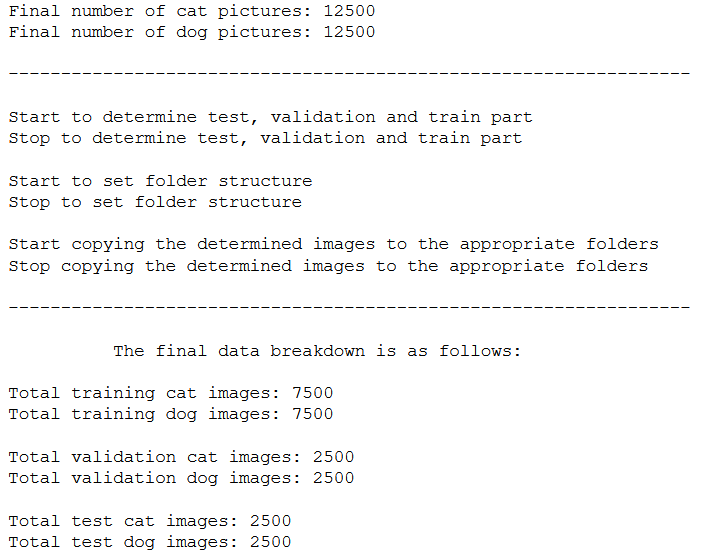 Final number of cat pictures: 12500
Final number of dog pictures: 12500
-----------------------------------------------------------------
Start to determine test, validation and train part
Stop to determine test, validation and train part
Start to set folder structure
Stop to set folder structure
Start copying the determined images to the appropriate folders
Stop copying the determined images to the appropriate folders
-----------------------------------------------------------------
The final data breakdown is as follows:
Total training cat images: 7500
Total training dog images: 7500
Total validation cat images: 2500
Total validation dog images: 2500
Total test cat images: 2500
Total test dog images: 2500